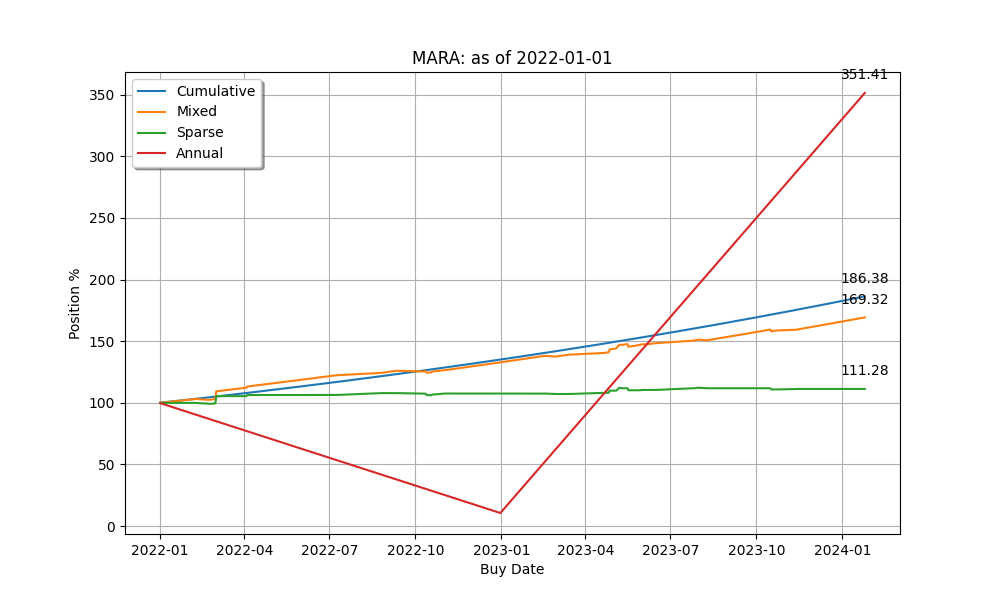 MARA: as of 2022-01-01
351.41
350
Cumulative
Mixed
Sparse
Annual
300
250
200
186.38
169.32
150
111.28
100
50
0
Position %
2022-01 2022-04 2022-07 2022-10 2023-01 2023-04 2023-07 2023-10 2024-01
Buy Date